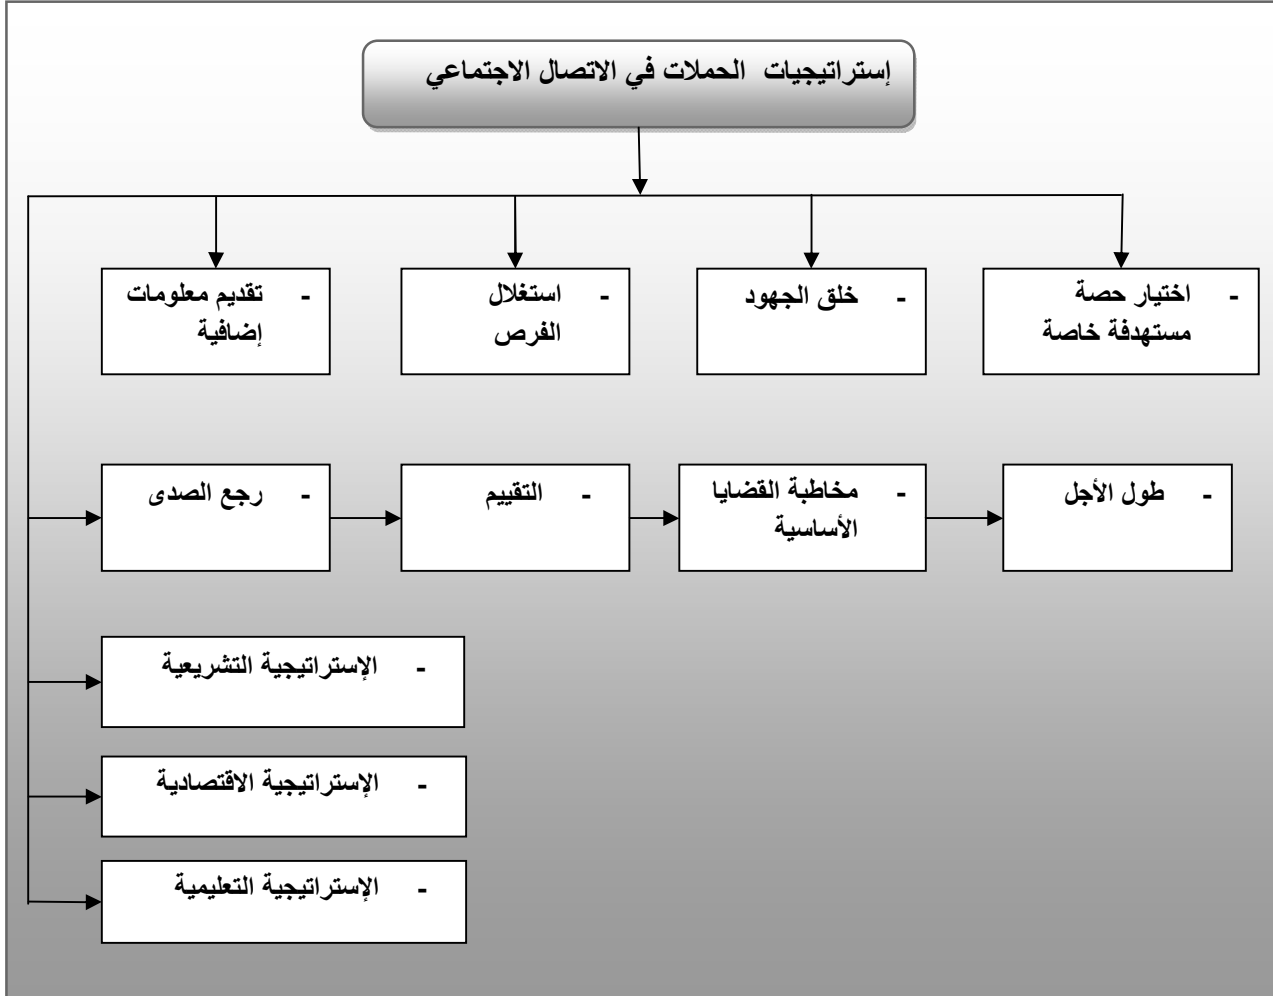 إستراتيجيات الحملات في الاتصال الاجتماعي
- اختيار حصة
مستهدفة خاصة
- خلق الجهود
- استغلال
الفرص
- تقديم معلومات
إضافية
- طول الأجل
- مخاطبة القضايا
الأساسية
- التقييم
- رجع الصدى
- الإستراتيجية التشريعية
- الإستراتيجية الاقتصادية
- الإستراتيجية التعليمية